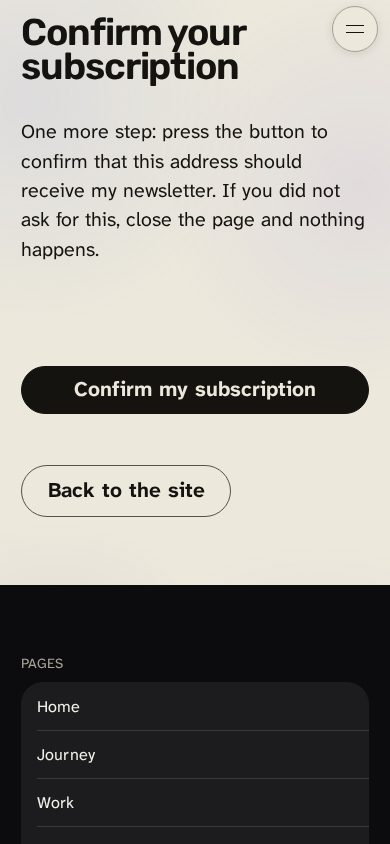 Confirm your
subscription
One more step: press the button to
confirm that this address should
receive my newsletter. If you did not
ask for this, close the page and nothing
happens.
Confirm my subscription
Back to the site
PAGES
Home
Journey
Work